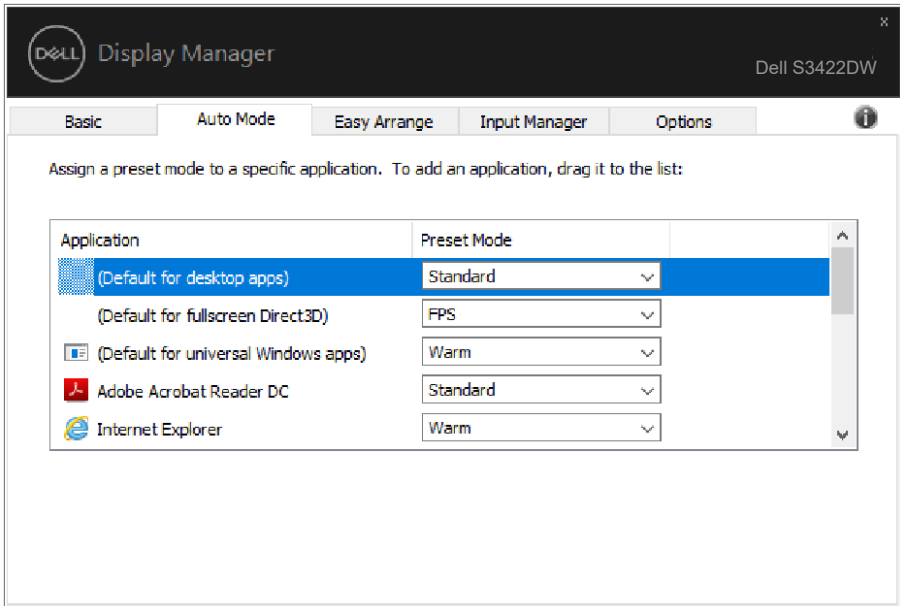 x
DELL
Display Manager
Dell S3422DW
Basic
Auto Mode
Easy Arrange
Input Manager
Options
i
Assign a preset mode to a specific application. To add an application, drag it to the list:
Application Preset Mode
(Default for desktop apps) Standard
(Default for fullscreen Direct3D) FPS
(Default for universal Windows apps) Warm
Adobe Acrobat Reader DC Standard
Internet Explorer Warm